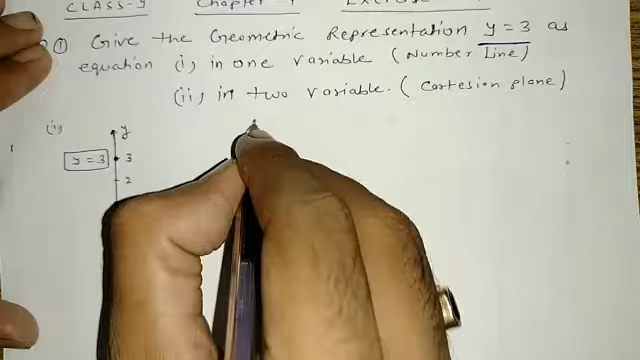 CLASS-9 Chapter Exercise
Q① Give the Geometric Representation y = 3 as
equation (i) in one variable (Number Line)
(ii) in two variable. (Cartesian plane)
(i)
y
y = 3 3
2